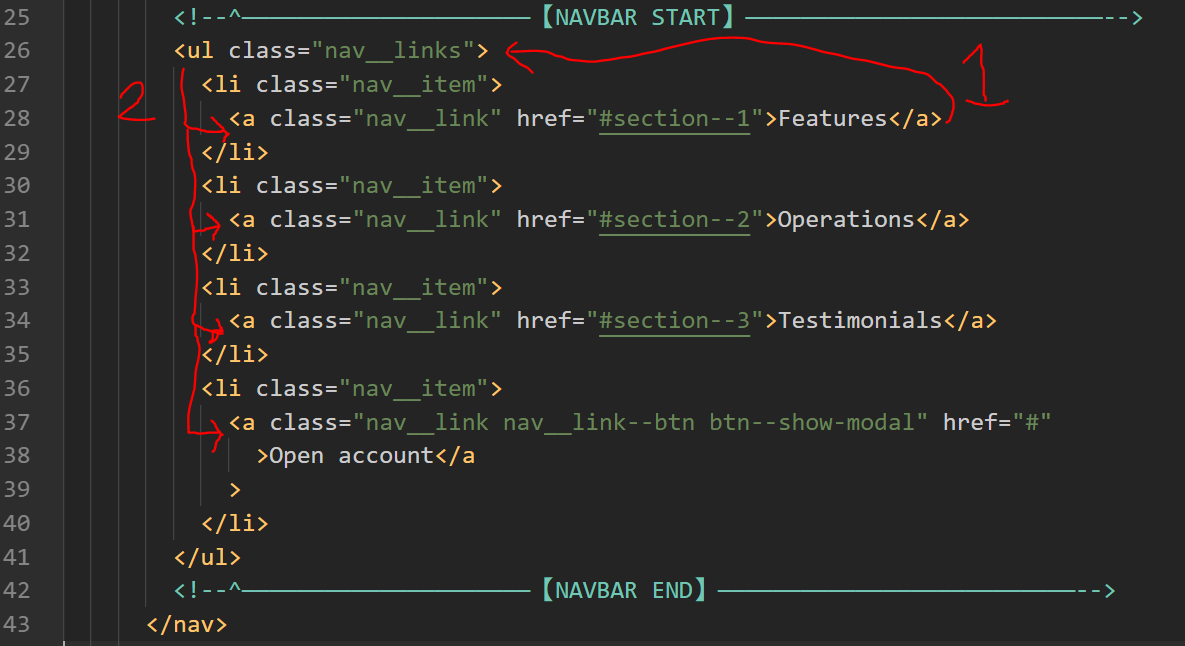 25 <!--^—————————————————————【NAVBAR START】——————————————————————————-->
26 <ul class="nav__links">
27 <li class="nav__item">
28 <a class="nav__link" href="#section--1">Features</a>
29 </li>
30 <li class="nav__item">
31 <a class="nav__link" href="#section--2">Operations</a>
32 </li>
33 <li class="nav__item">
34 <a class="nav__link" href="#section--3">Testimonials</a>
35 </li>
36 <li class="nav__item">
37 <a class="nav__link nav__link--btn btn--show-modal" href="#"
38 >Open account</a
39 >
40 </li>
41 </ul>
42 <!--^—————————————————————【NAVBAR END】——————————————————————————-->
43 </nav>
1
2